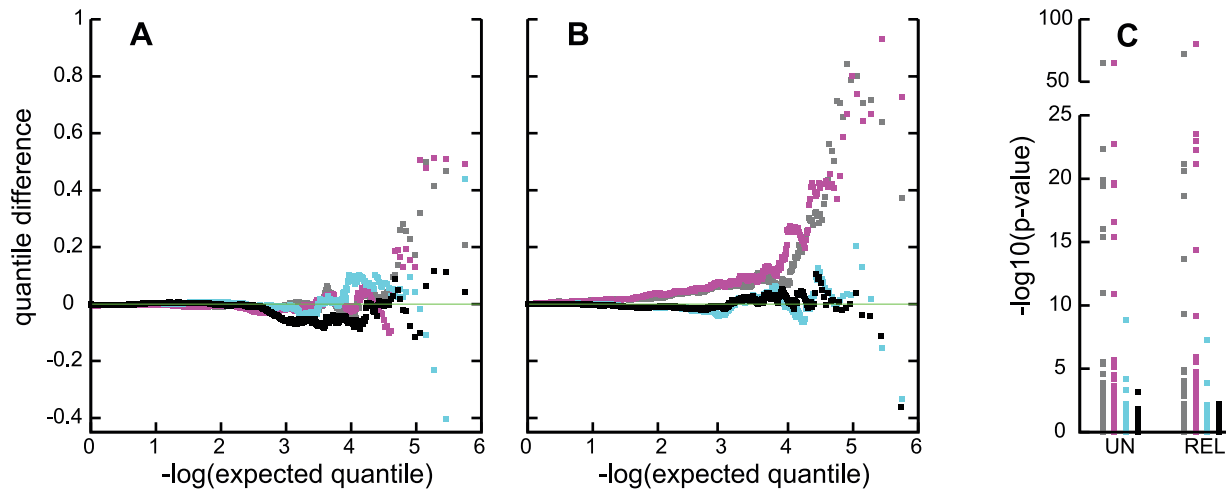 A
B
C
quantile difference
1
0.8
0.6
0.4
0.2
0
-0.2
-0.4
0 1 2 3 4 5 6
-log(expected quantile)
0 1 2 3 4 5 6
-log(expected quantile)
-log10(p-value)
100
50
25
20
15
10
5
0
UN REL